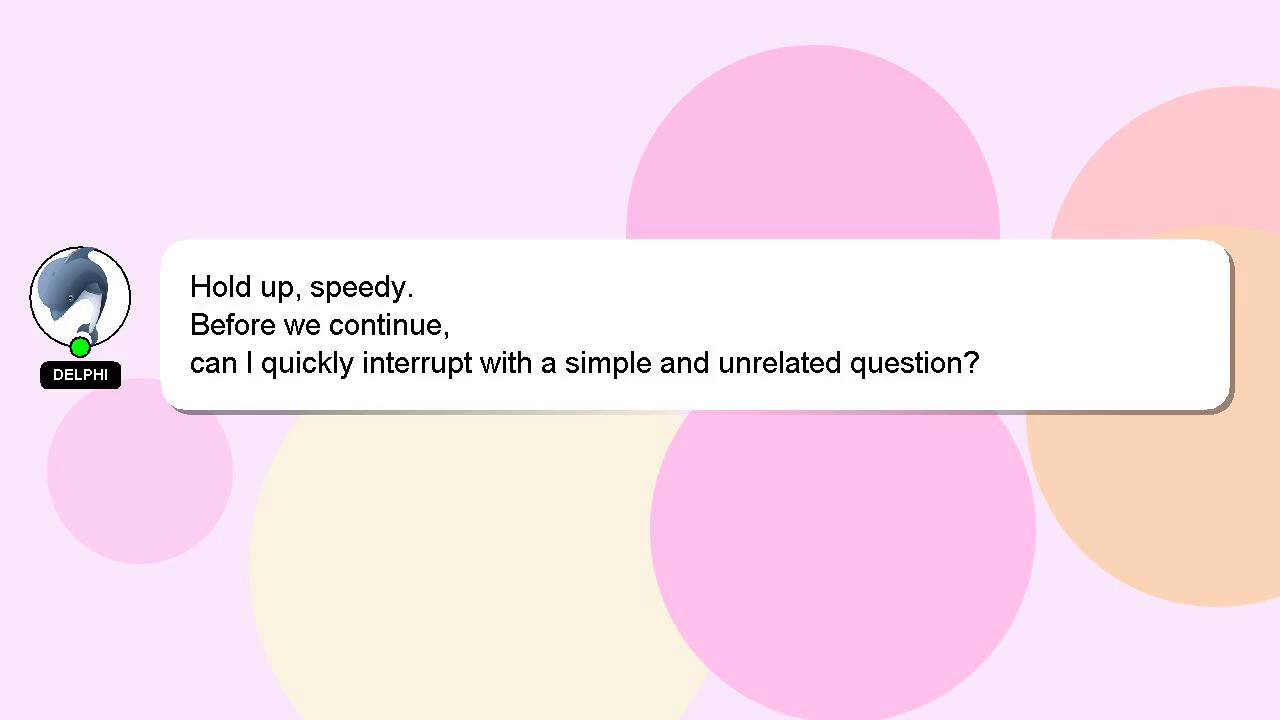 Hold up, speedy.
Before we continue,
can I quickly interrupt with a simple and unrelated question?
DELPHI